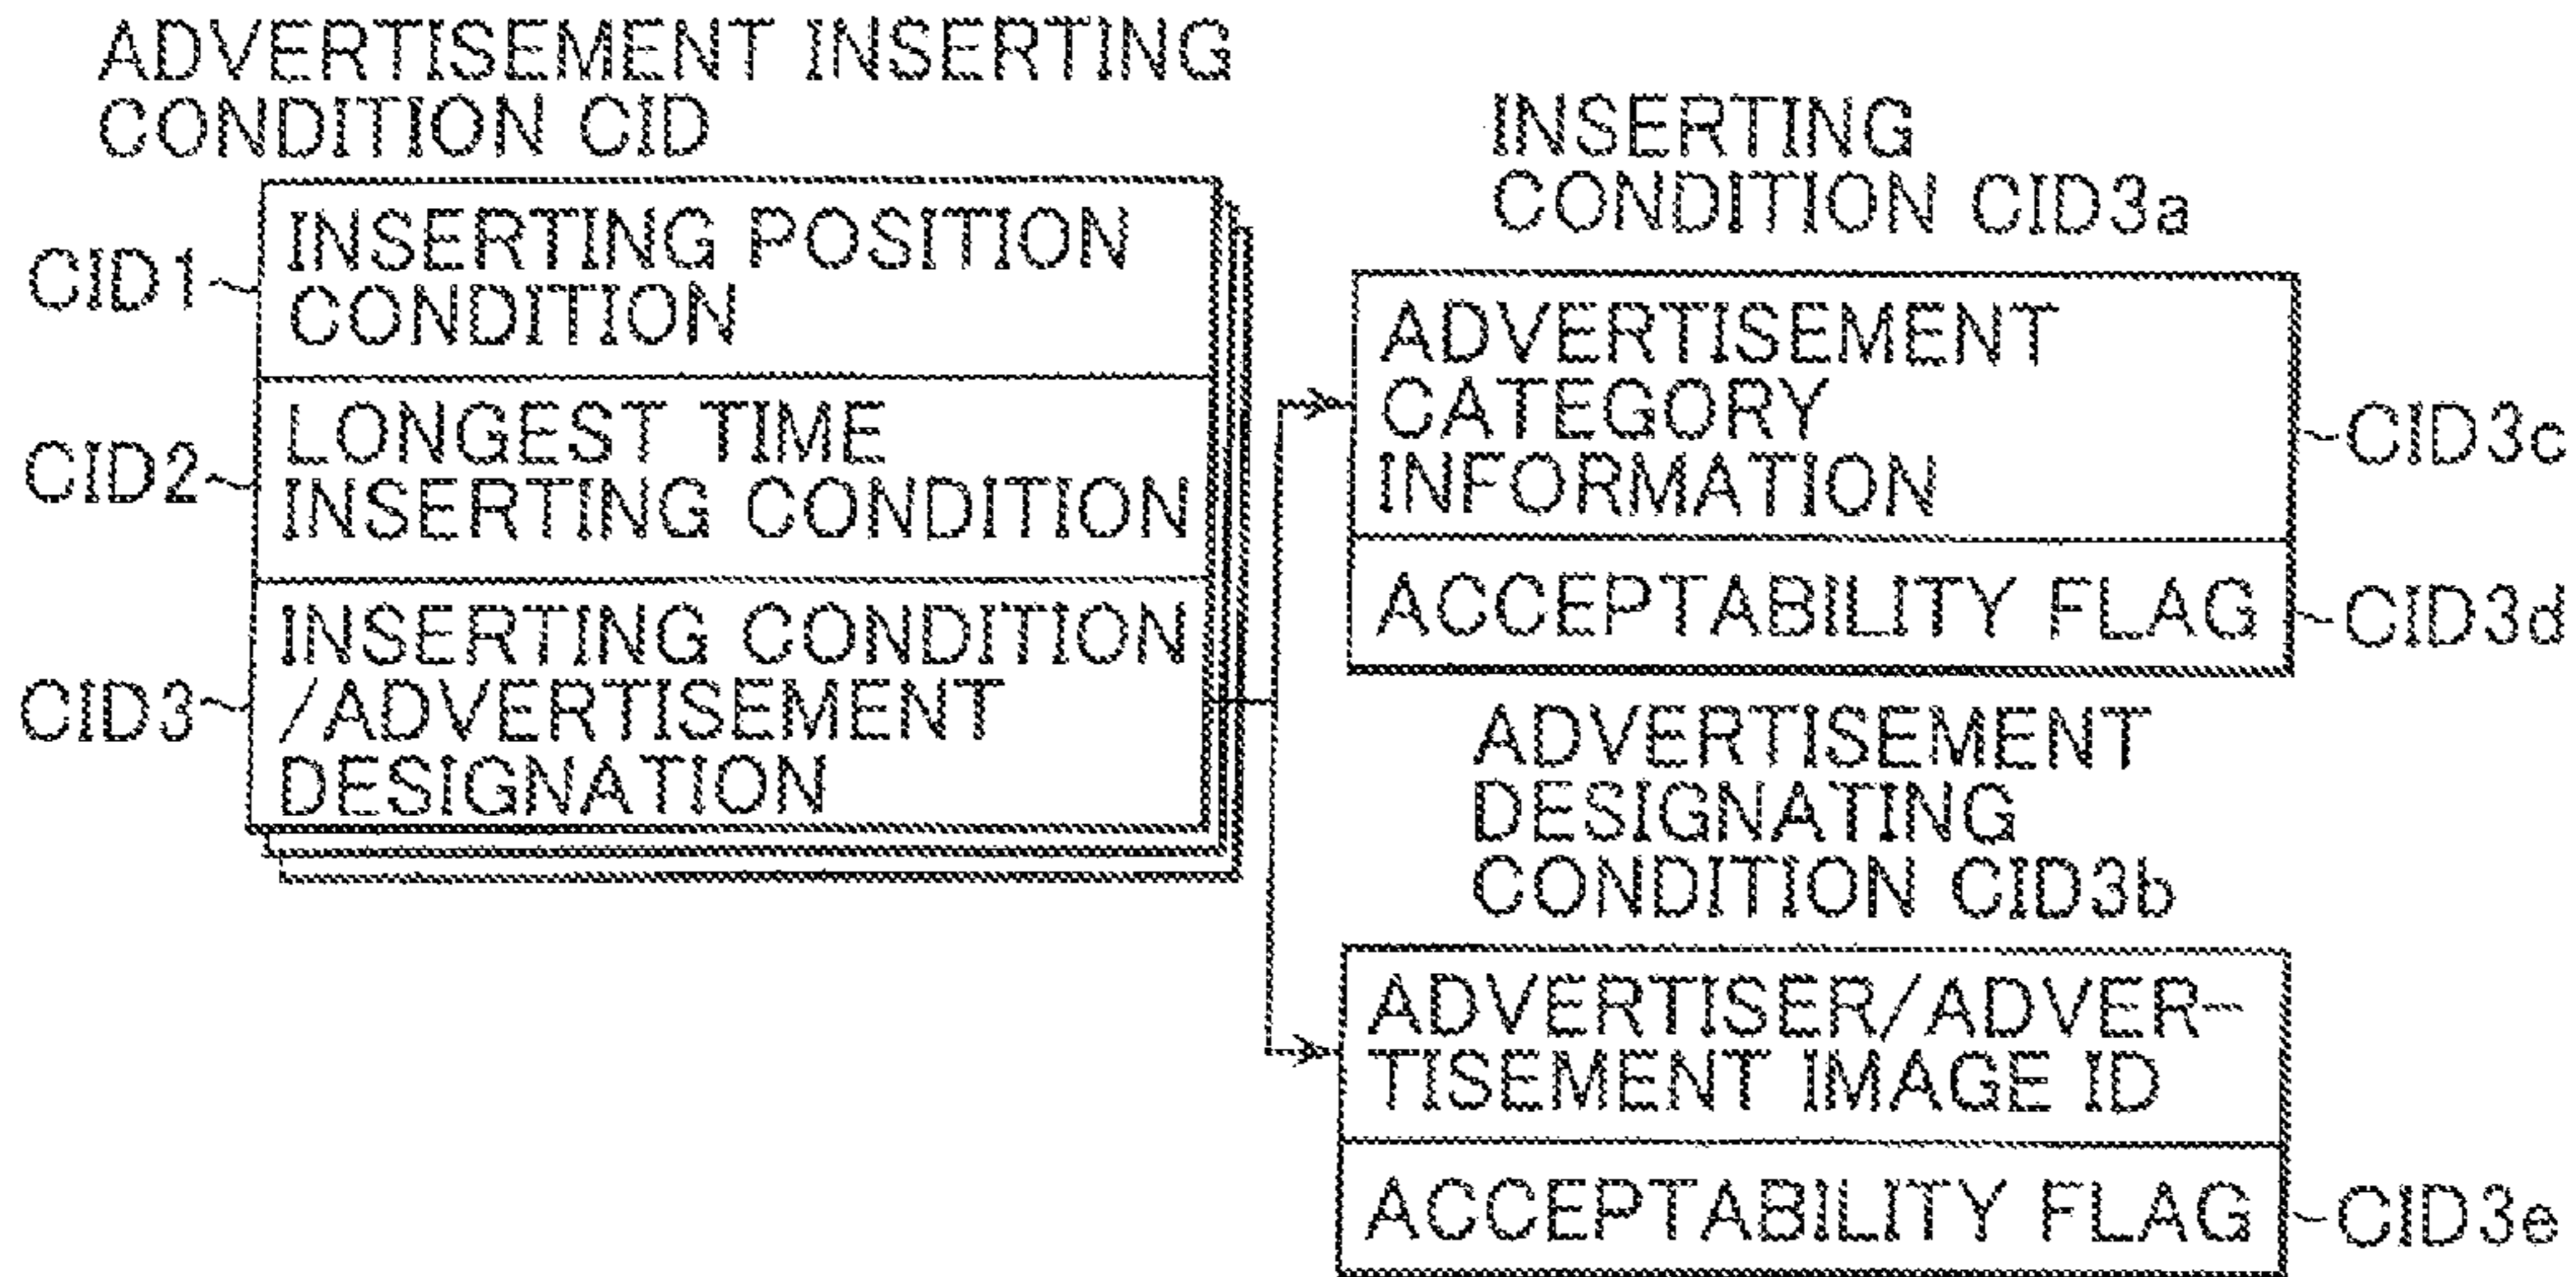 ADVERTISEMENT INSERTING
CONDITION CID
CID1
INSERTING POSITION
CONDITION
CID2
LONGEST TIME
INSERTING CONDITION
CID3
INSERTING CONDITION
/ADVERTISEMENT
DESIGNATION
INSERTING
CONDITION CID3a
ADVERTISEMENT
CATEGORY
INFORMATION
CID3c
ACCEPTABILITY FLAG
CID3d
ADVERTISEMENT
DESIGNATING
CONDITION CID3b
ADVERTISER/ADVER-
TISEMENT IMAGE ID
ACCEPTABILITY FLAG
CID3e